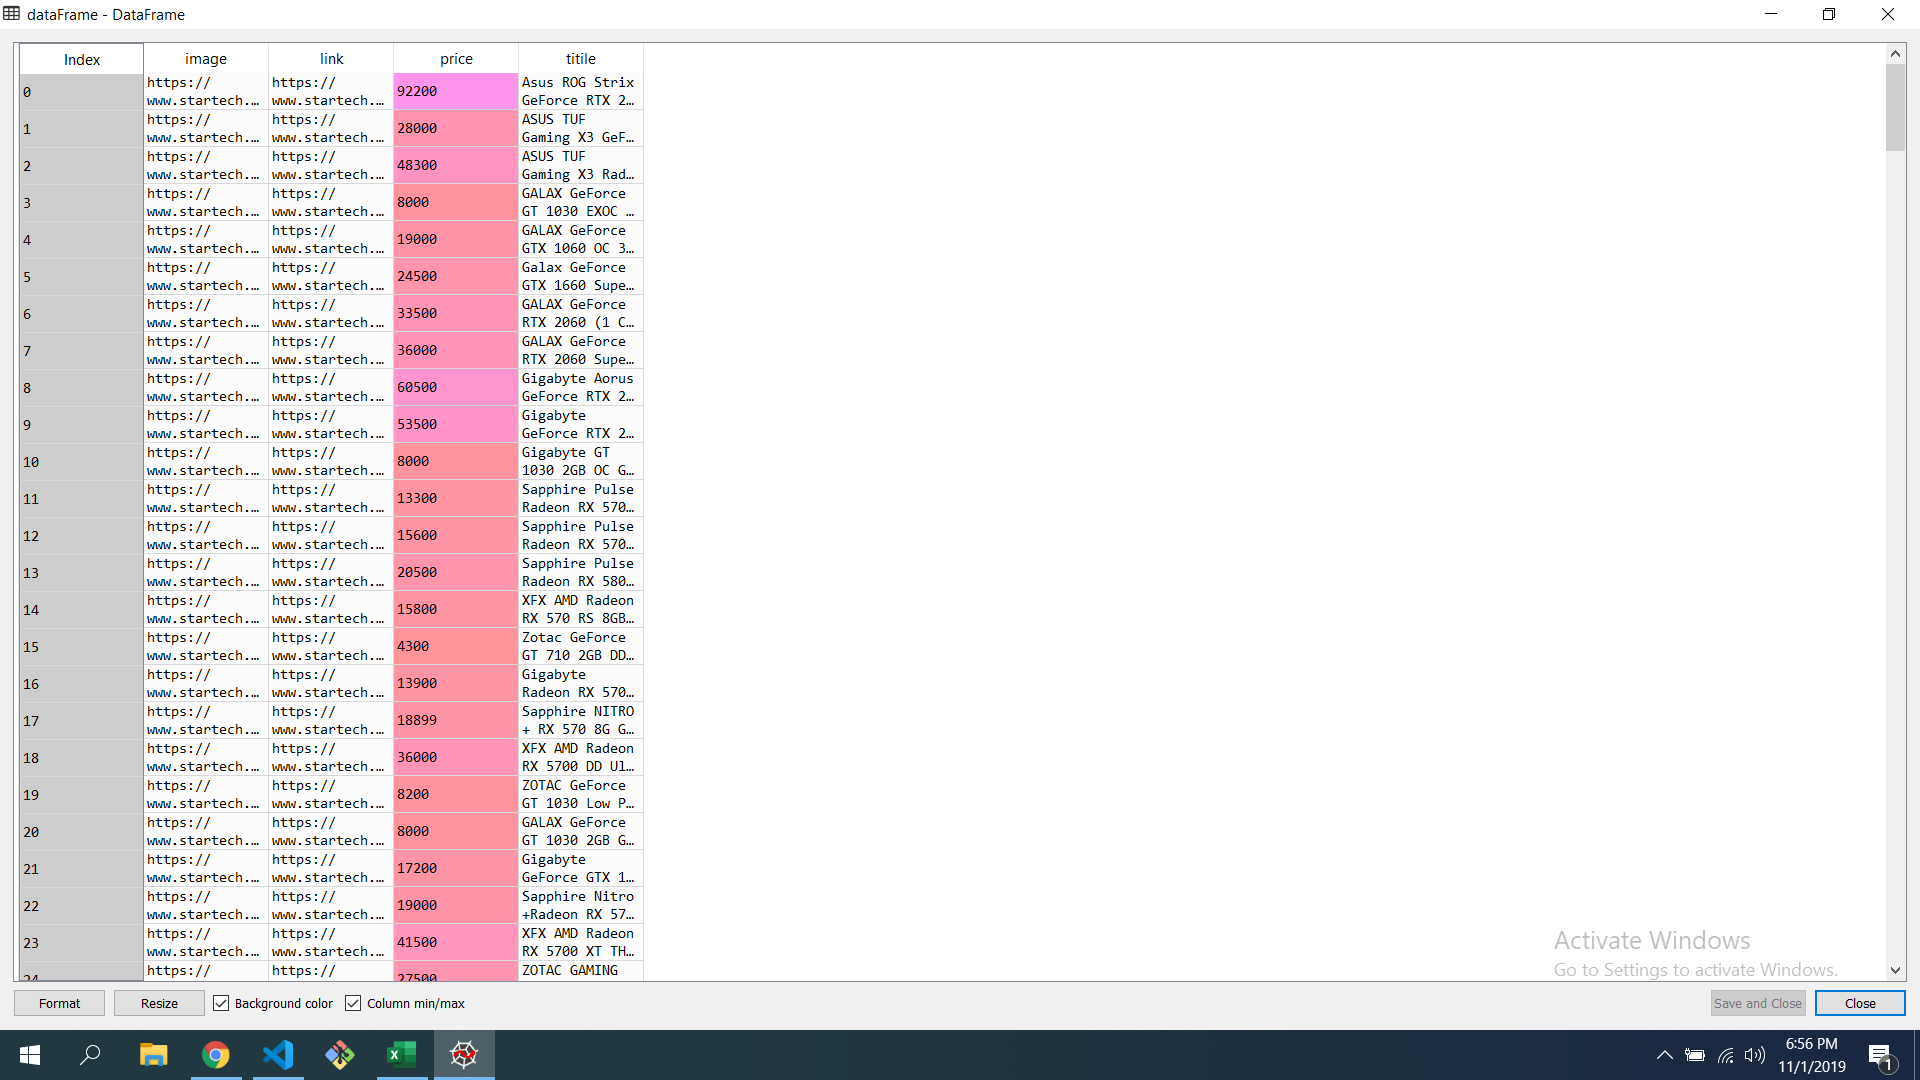 dataFrame - DataFrame
Index image link price titile
0 https:// https:// 92200 Asus ROG Strix
www.startech.… www.startech.… GeForce RTX 2…
1 https:// https:// 28000 ASUS TUF
www.startech.… www.startech.… Gaming X3 GeF…
2 https:// https:// 48300 ASUS TUF
www.startech.… www.startech.… Gaming X3 Rad…
3 https:// https:// 8000 GALAX GeForce
www.startech.… www.startech.… GT 1030 EXOC …
4 https:// https:// 19000 GALAX GeForce
www.startech.… www.startech.… GTX 1060 OC 3…
5 https:// https:// 24500 Galax GeForce
www.startech.… www.startech.… GTX 1660 Supe…
6 https:// https:// 33500 GALAX GeForce
www.startech.… www.startech.… RTX 2060 (1 C…
7 https:// https:// 36000 GALAX GeForce
www.startech.… www.startech.… RTX 2060 Supe…
8 https:// https:// 60500 Gigabyte Aorus
www.startech.… www.startech.… GeForce RTX 2…
9 https:// https:// 53500 Gigabyte
www.startech.… www.startech.… GeForce RTX 2…
10 https:// https:// 8000 Gigabyte GT
www.startech.… www.startech.… 1030 2GB OC G…
11 https:// https:// 13300 Sapphire Pulse
www.startech.… www.startech.… Radeon RX 570…
12 https:// https:// 15600 Sapphire Pulse
www.startech.… www.startech.… Radeon RX 570…
13 https:// https:// 20500 Sapphire Pulse
www.startech.… www.startech.… Radeon RX 580…
14 https:// https:// 15800 XFX AMD Radeon
www.startech.… www.startech.… RX 570 RS 8GB…
15 https:// https:// 4300 Zotac GeForce
www.startech.… www.startech.… GT 710 2GB DD…
16 https:// https:// 13900 Gigabyte
www.startech.… www.startech.… Radeon RX 570…
17 https:// https:// 18899 Sapphire NITRO
www.startech.… www.startech.… + RX 570 8G G…
18 https:// https:// 36000 XFX AMD Radeon
www.startech.… www.startech.… RX 5700 DD Ul…
19 https:// https:// 8200 ZOTAC GeForce
www.startech.… www.startech.… GT 1030 Low P…
20 https:// https:// 8000 GALAX GeForce
www.startech.… www.startech.… GT 1030 2GB G…
21 https:// https:// 17200 Gigabyte
www.startech.… www.startech.… GeForce GTX 1…
22 https:// https:// 19000 Sapphire Nitro
www.startech.… www.startech.… +Radeon RX 57…
23 https:// https:// 41500 XFX AMD Radeon
www.startech.… www.startech.… RX 5700 XT TH…
24 https:// https:// 27500 ZOTAC GAMING
Activate Windows
Go to Settings to activate Windows.
Format Resize Background color Column min/max Save and Close Close
6:56 PM
11/1/2019
1